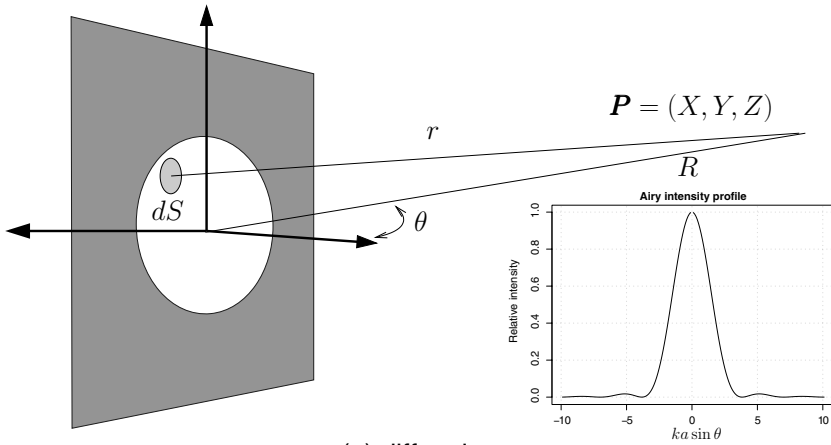 P = (X, Y, Z)
r
R
dS
θ
Airy intensity profile
Relative intensity
1.0
0.8
0.6
0.4
0.2
0.0
−10 −5 0 5 10
ka sin θ